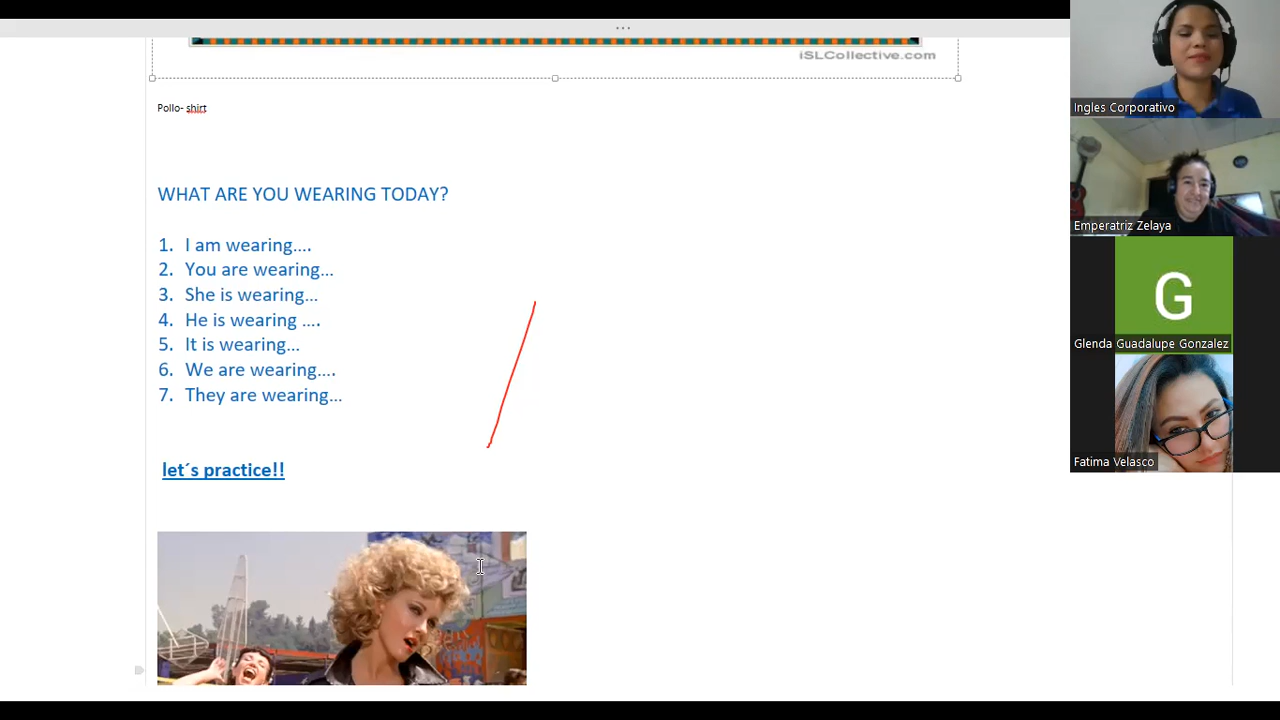 iSLCollective.com
Pollo- shirt
WHAT ARE YOU WEARING TODAY?
1. I am wearing....
2. You are wearing...
3. She is wearing...
4. He is wearing ....
5. It is wearing...
6. We are wearing....
7. They are wearing...
let´s practice!!
Ingles Corporativo
Emperatriz Zelaya
G
Glenda Guadalupe Gonzalez
Fatima Velasco